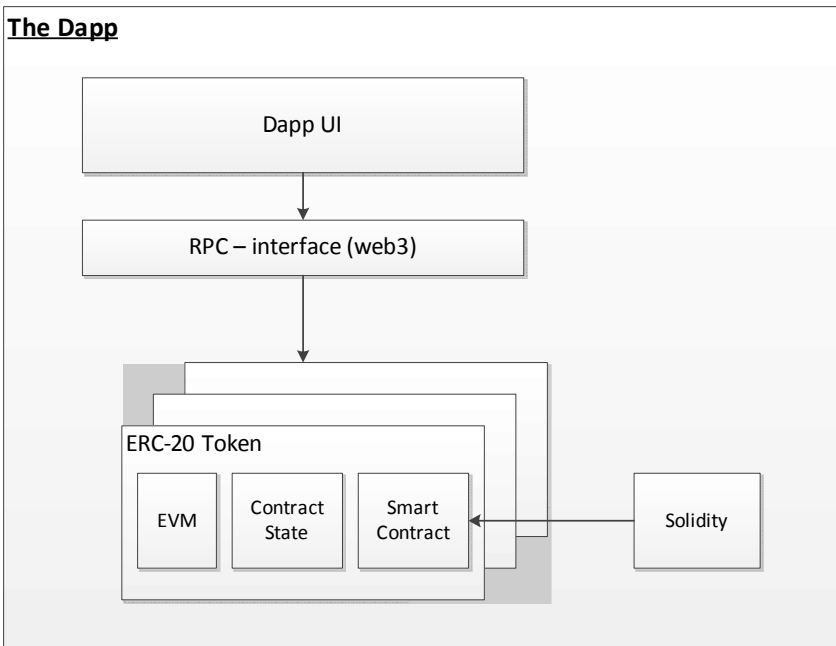 The Dapp
Dapp UI
RPC – interface (web3)
ERC-20 Token
EVM
Contract
State
Smart
Contract
Solidity